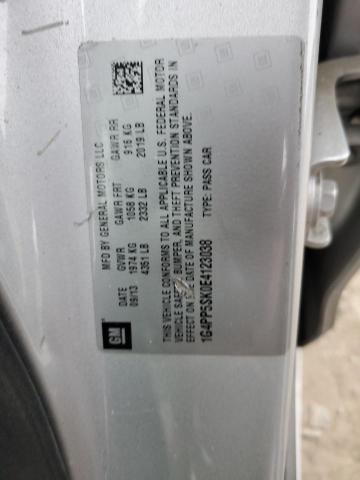 MFD BY GENERAL MOTORS LLC
DATE GVWR GAWR FRT GAWR RR
09/13 1974 KG 1058 KG 916 KG
4351 LB 2332 LB 2019 LB
THIS VEHICLE CONFORMS TO ALL APPLICABLE U.S. FEDERAL MOTOR
VEHICLE SAFETY, BUMPER, AND THEFT PREVENTION STANDARDS IN
EFFECT ON THE DATE OF MANUFACTURE SHOWN ABOVE.
1G4PP5SK0E4123038 TYPE: PASS CAR
GM